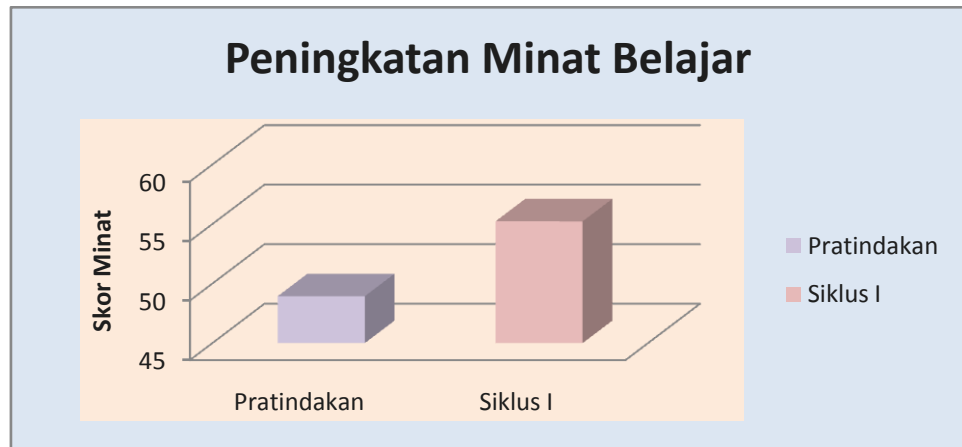 Peningkatan Minat Belajar
60
55
50
45
Skor Minat
Pratindakan
Siklus I
Pratindakan
Siklus I